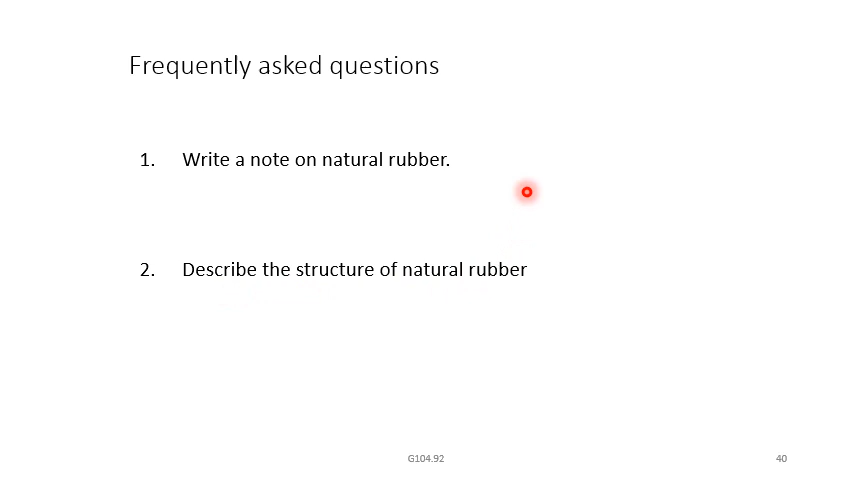 Frequently asked questions
1. Write a note on natural rubber.
2. Describe the structure of natural rubber
G104.92
40